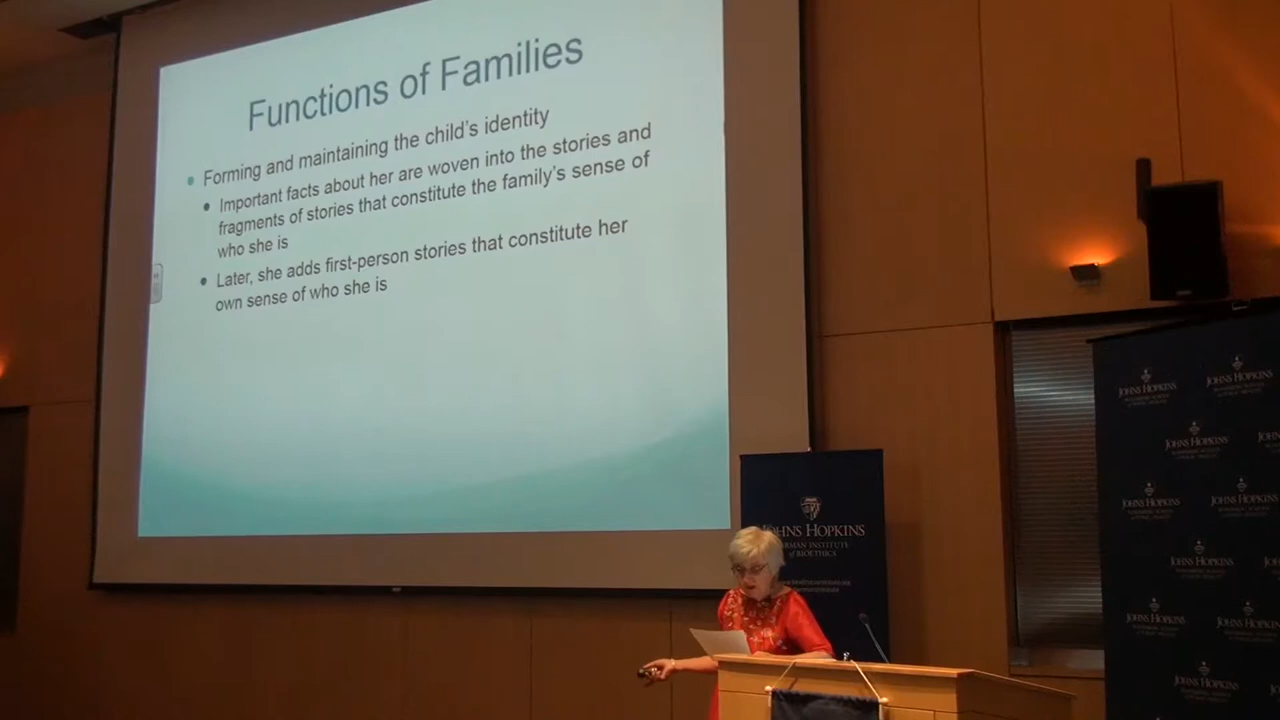 Functions of Families
Forming and maintaining the child's identity
Important facts about her are woven into the stories and
fragments of stories that constitute the family's sense of
who she is
Later, she adds first-person stories that constitute her
own sense of who she is
JOHNS HOPKINS
INSTITUTE
of BIOETHICS
JOHNS HOPKINS
JOHNS HOPKINS
JOHNS HOPKINS
JOHNS HOPKINS
JOHNS HOPKINS
JOHNS HOPKINS
JOHNS HOPKINS
JOHNS HOPKINS
JOHNS HOPKINS